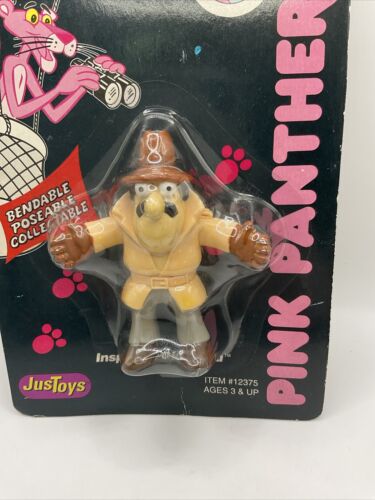 PINK PANTHER
BENDABLE
POSEABLE
COLLECTABLE
JUSTOYS
ITEM #12375
AGES 3 & UP